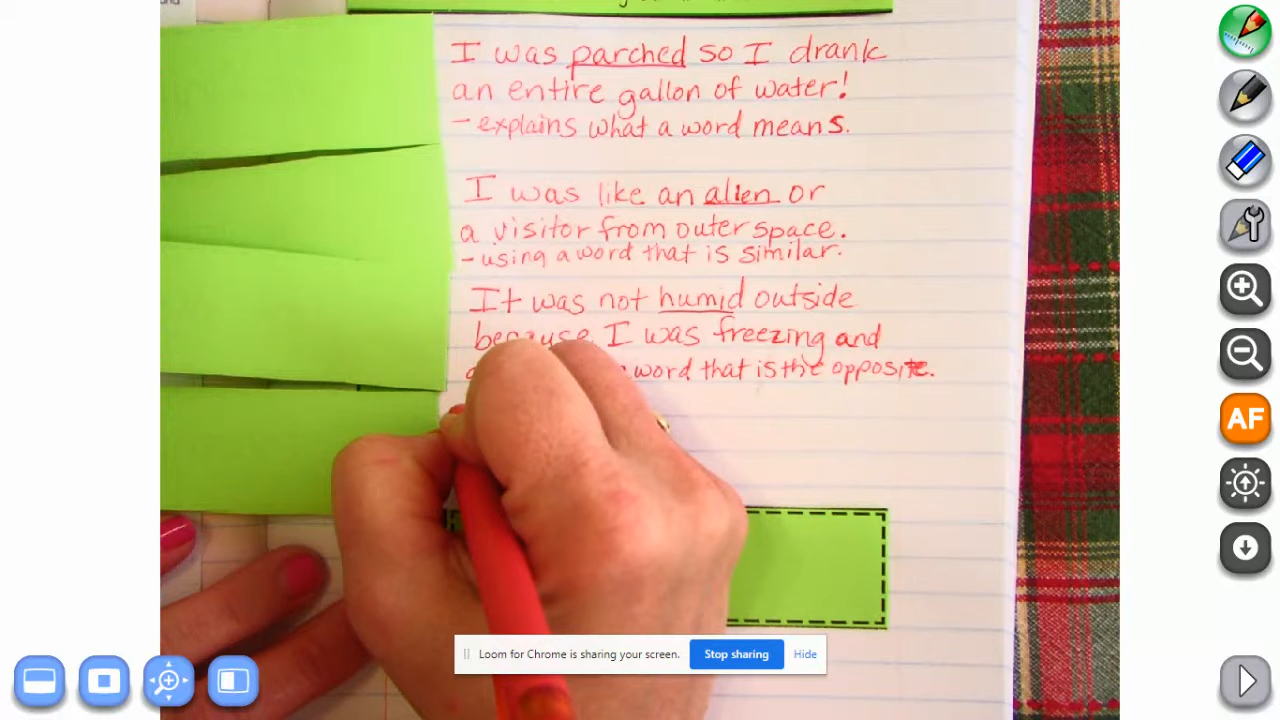 I was parched so I drank
an entire gallon of water!
- explains what a word means.
I was like an alien or
a visitor from outer space.
- using a word that is similar.
It was not humid outside
because I was freezing and
word that is the opposite.
AF
Loom for Chrome is sharing your screen. Stop sharing Hide